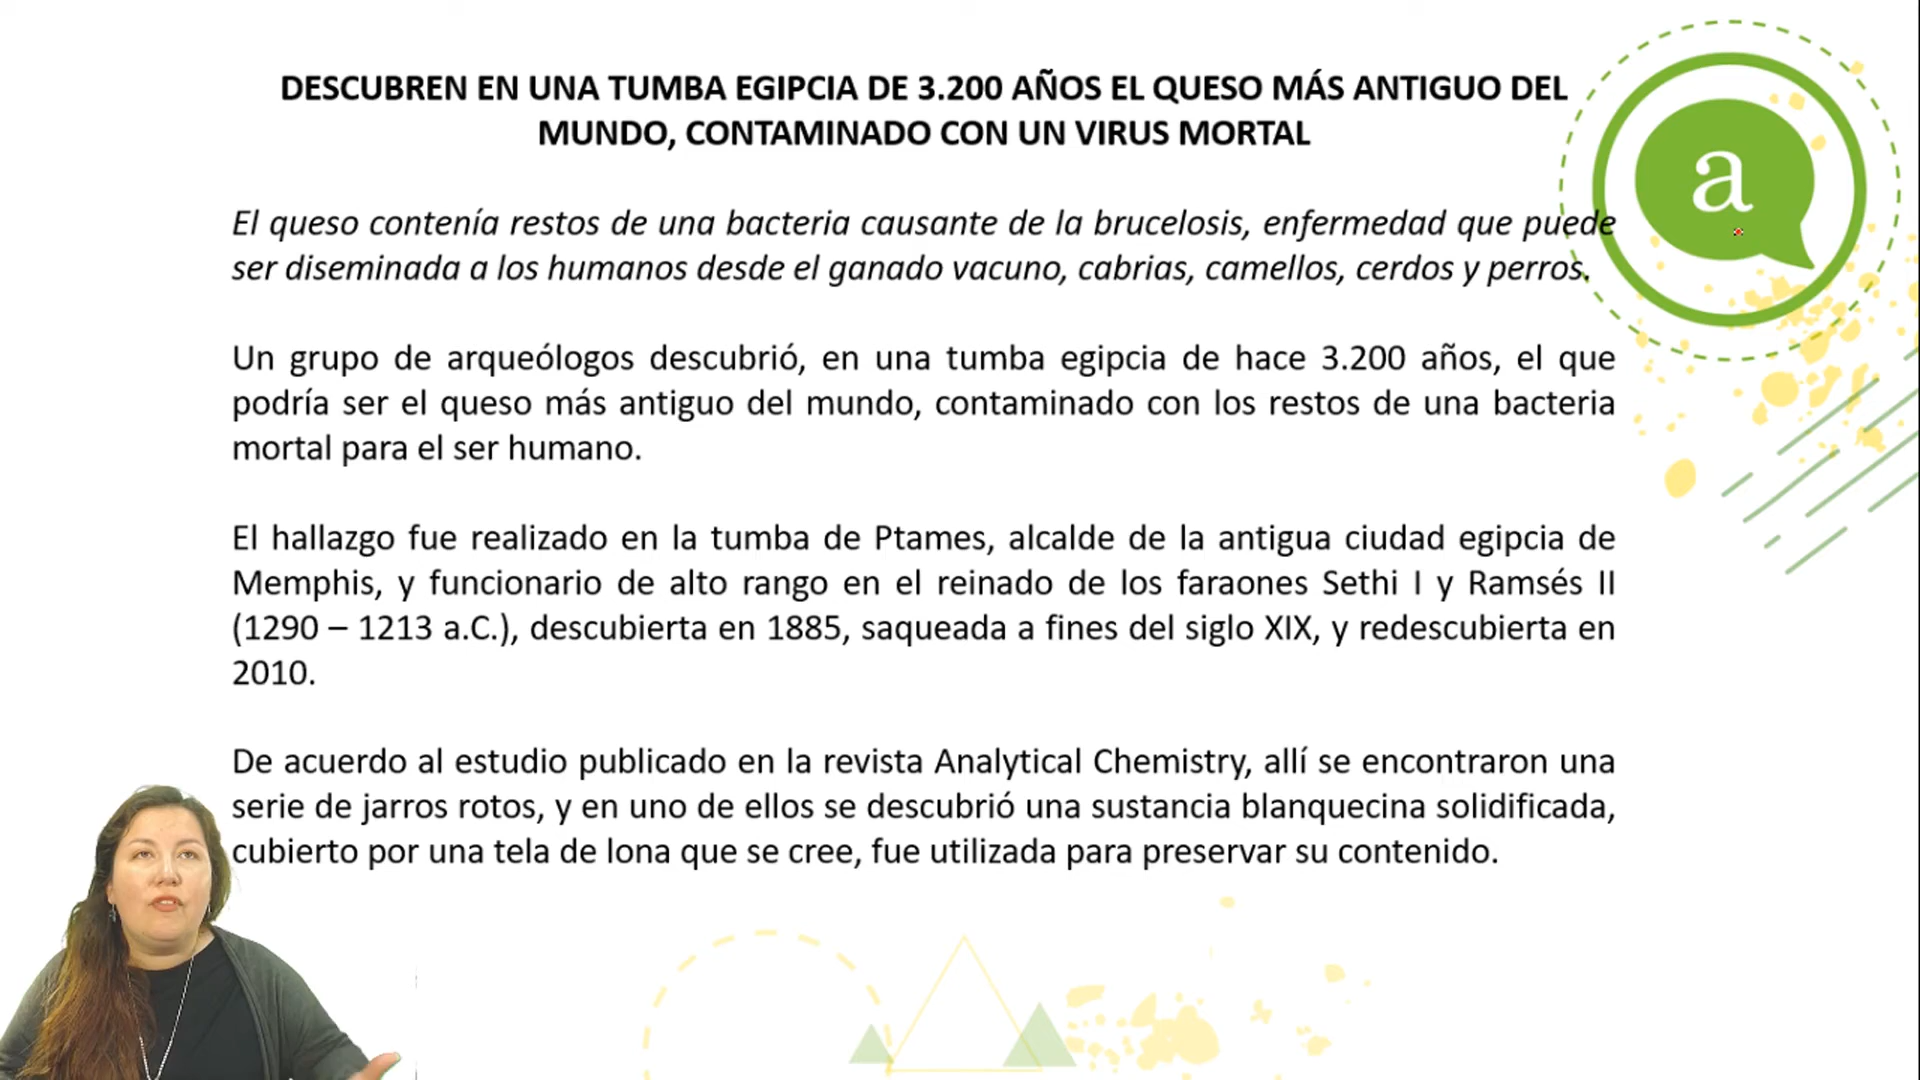 DESCUBREN EN UNA TUMBA EGIPCIA DE 3.200 AÑOS EL QUESO MÁS ANTIGUO DEL
MUNDO, CONTAMINADO CON UN VIRUS MORTAL
El queso contenía restos de una bacteria causante de la brucelosis, enfermedad que puede
ser diseminada a los humanos desde el ganado vacuno, cabrias, camellos, cerdos y perros.
Un grupo de arqueólogos descubrió, en una tumba egipcia de hace 3.200 años, el que
podría ser el queso más antiguo del mundo, contaminado con los restos de una bacteria
mortal para el ser humano.
El hallazgo fue realizado en la tumba de Ptames, alcalde de la antigua ciudad egipcia de
Memphis, y funcionario de alto rango en el reinado de los faraones Sethi I y Ramsés II
(1290 – 1213 a.C.), descubierta en 1885, saqueada a fines del siglo XIX, y redescubierta en
2010.
De acuerdo al estudio publicado en la revista Analytical Chemistry, allí se encontraron una
serie de jarros rotos, y en uno de ellos se descubrió una sustancia blanquecina solidificada,
cubierto por una tela de lona que se cree, fue utilizada para preservar su contenido.
a